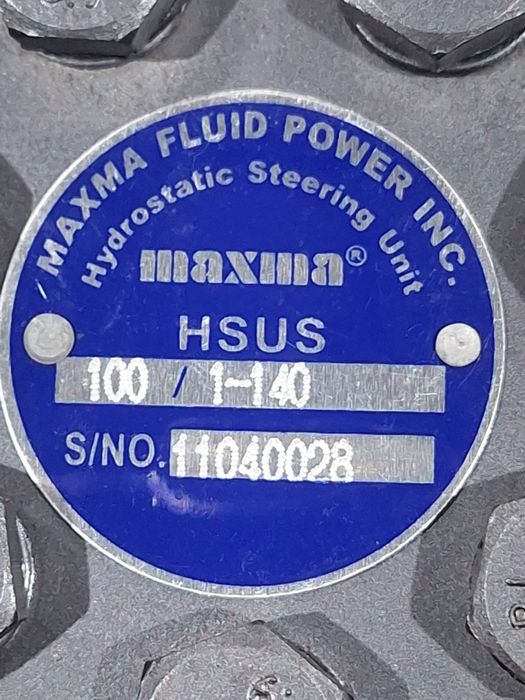 MAXMA FLUID POWER INC.
Hydrostatic Steering Unit
maxma®
HSUS
100 / 1-140
S/NO. 11040028